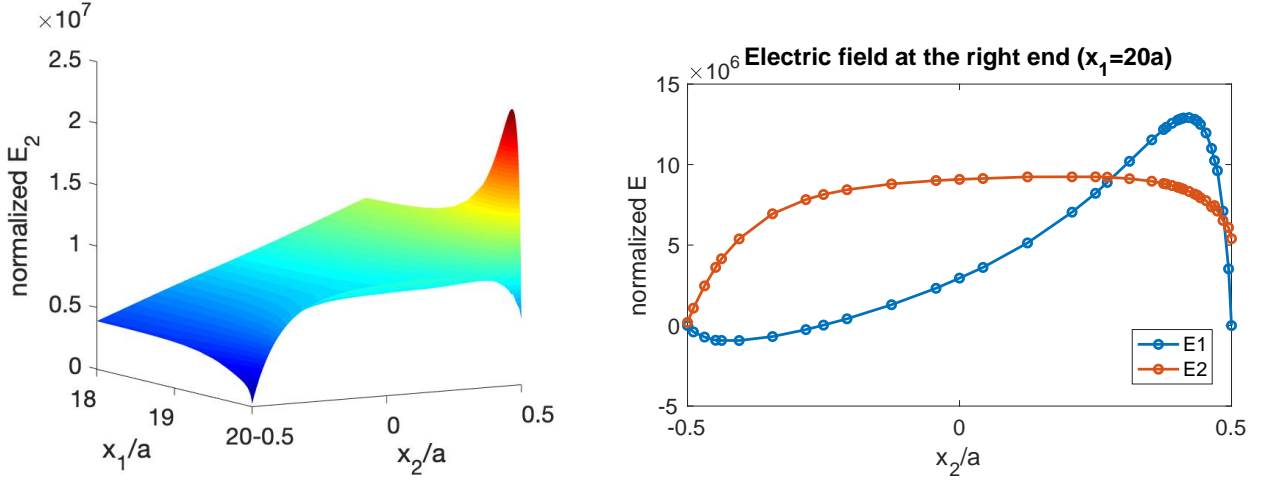 ×10^7
2.5
2
1.5
1
0.5
0
normalized E_2
18
19
20
-0.5
0
0.5
x_1/a
x_2/a
Electric field at the right end (x_1=20a)
×10^6
15
10
5
0
-5
normalized E
-0.5
0
0.5
x_2/a
E1
E2